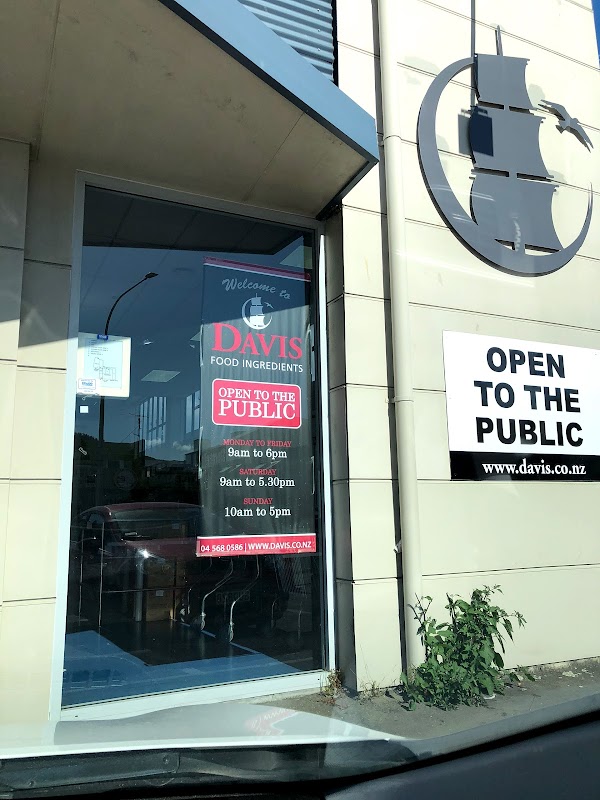 Welcome to
DAVIS
FOOD INGREDIENTS
OPEN TO THE
PUBLIC
MONDAY TO FRIDAY
9am to 6pm
SATURDAY
9am to 5.30pm
SUNDAY
10am to 5pm
04 568 0586 | WWW.DAVIS.CO.NZ
OPEN
TO THE
PUBLIC
www.davis.co.nz